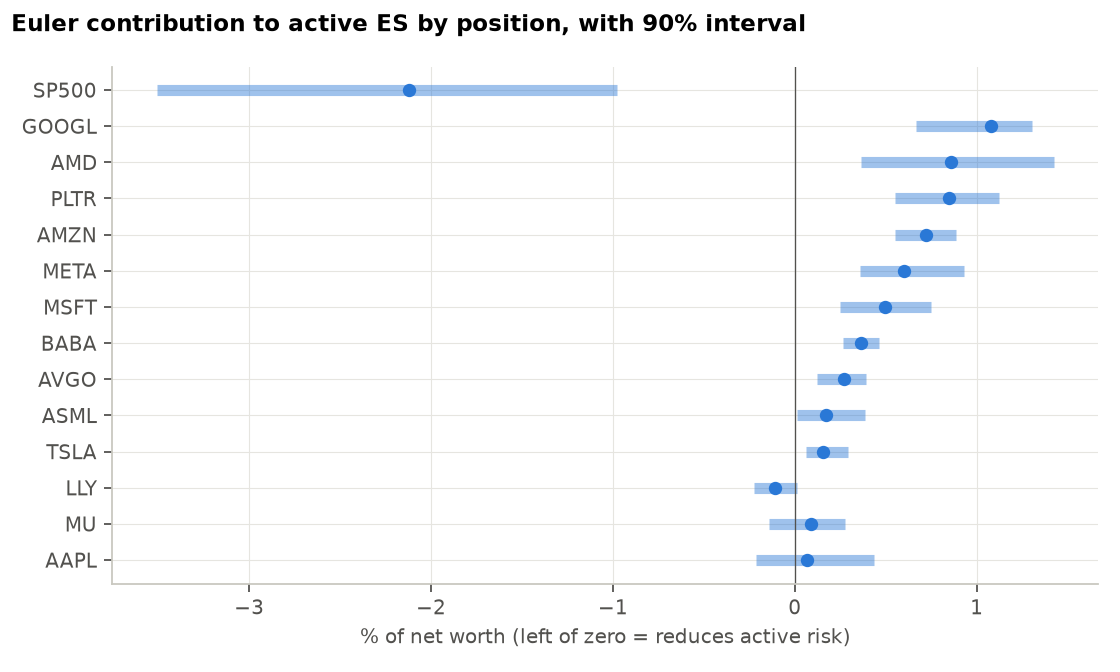 Euler contribution to active ES by position, with 90% interval
SP500
GOOGL
AMD
PLTR
AMZN
META
MSFT
BABA
AVGO
ASML
TSLA
LLY
MU
AAPL
−3 −2 −1 0 1
% of net worth (left of zero = reduces active risk)